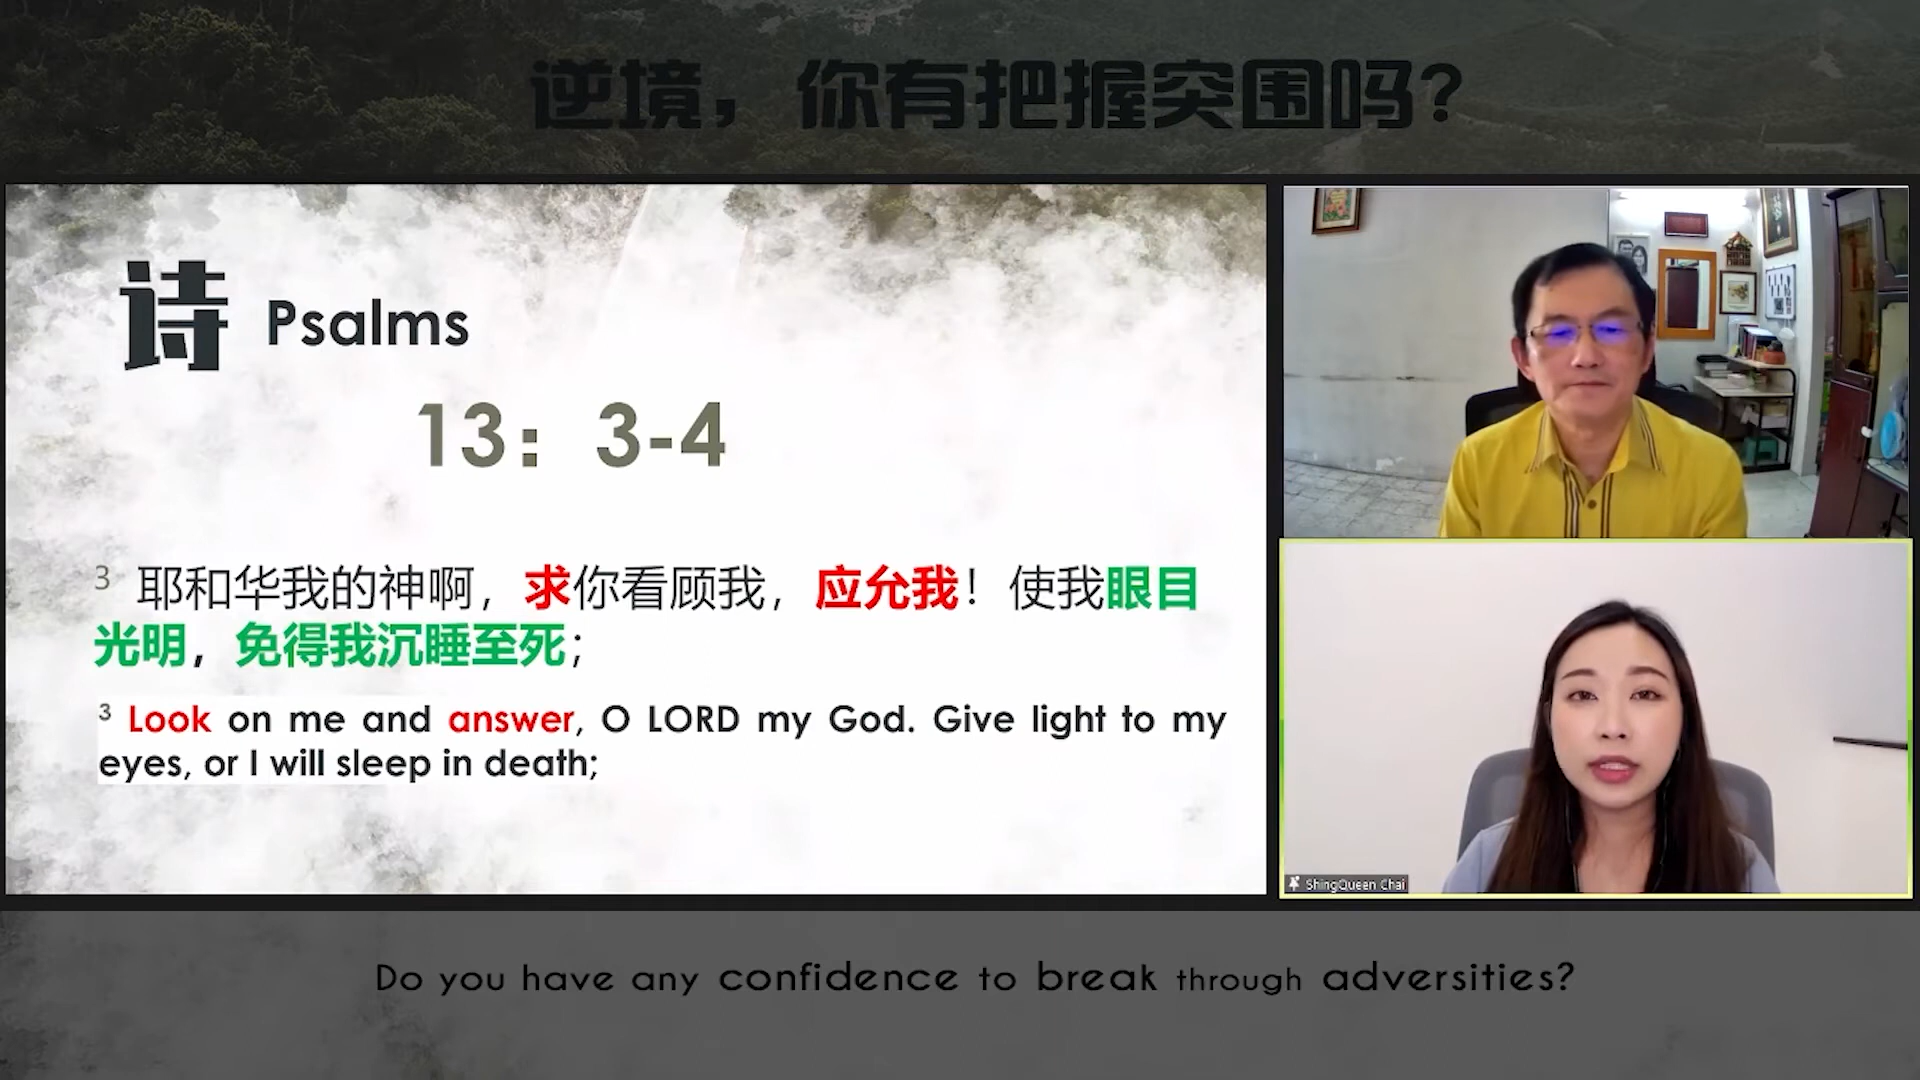 逆境，你有把握突围吗?
诗 Psalms
13：3-4
3 耶和华我的神啊，求你看顾我，应允我！使我眼目
光明，免得我沉睡至死；
3 Look on me and answer, O LORD my God. Give light to my
eyes, or I will sleep in death;
ShingQueen Chai
Do you have any confidence to break through adversities?